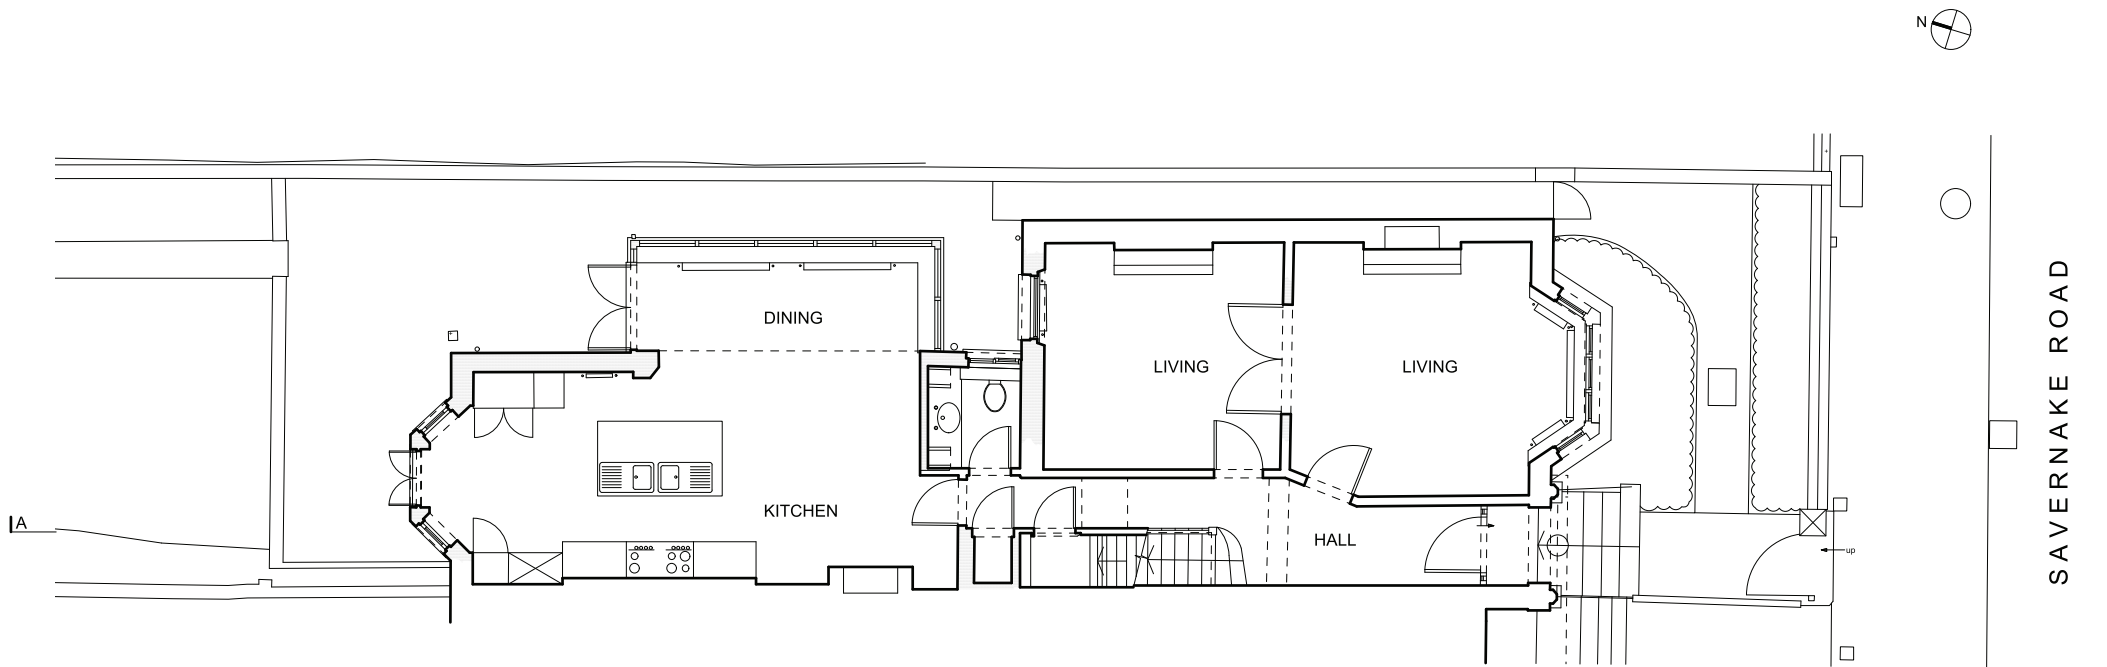 N
DINING
LIVING
LIVING
KITCHEN
HALL
A
up
SAVERNAKE ROAD